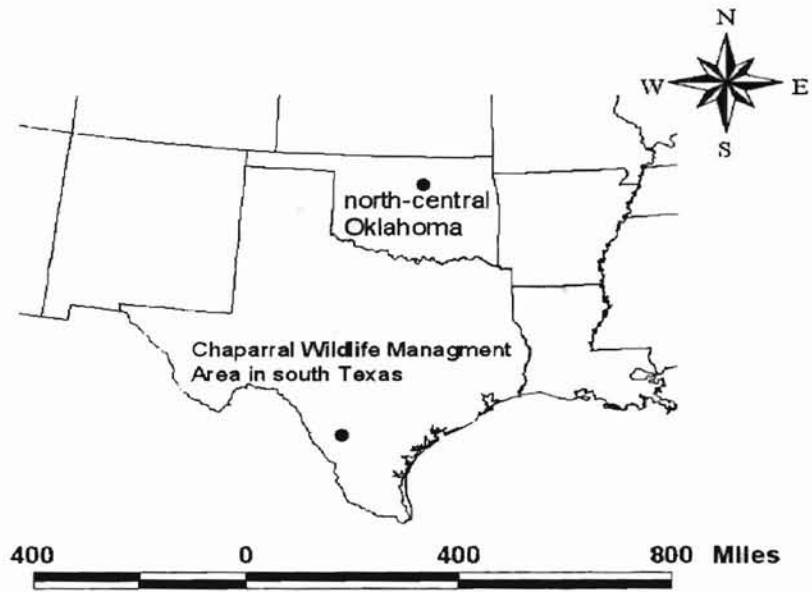 N
W E
S
north-central
Oklahoma
Chaparral Wildlife Managment
Area in south Texas
400 0 400 800 Miles